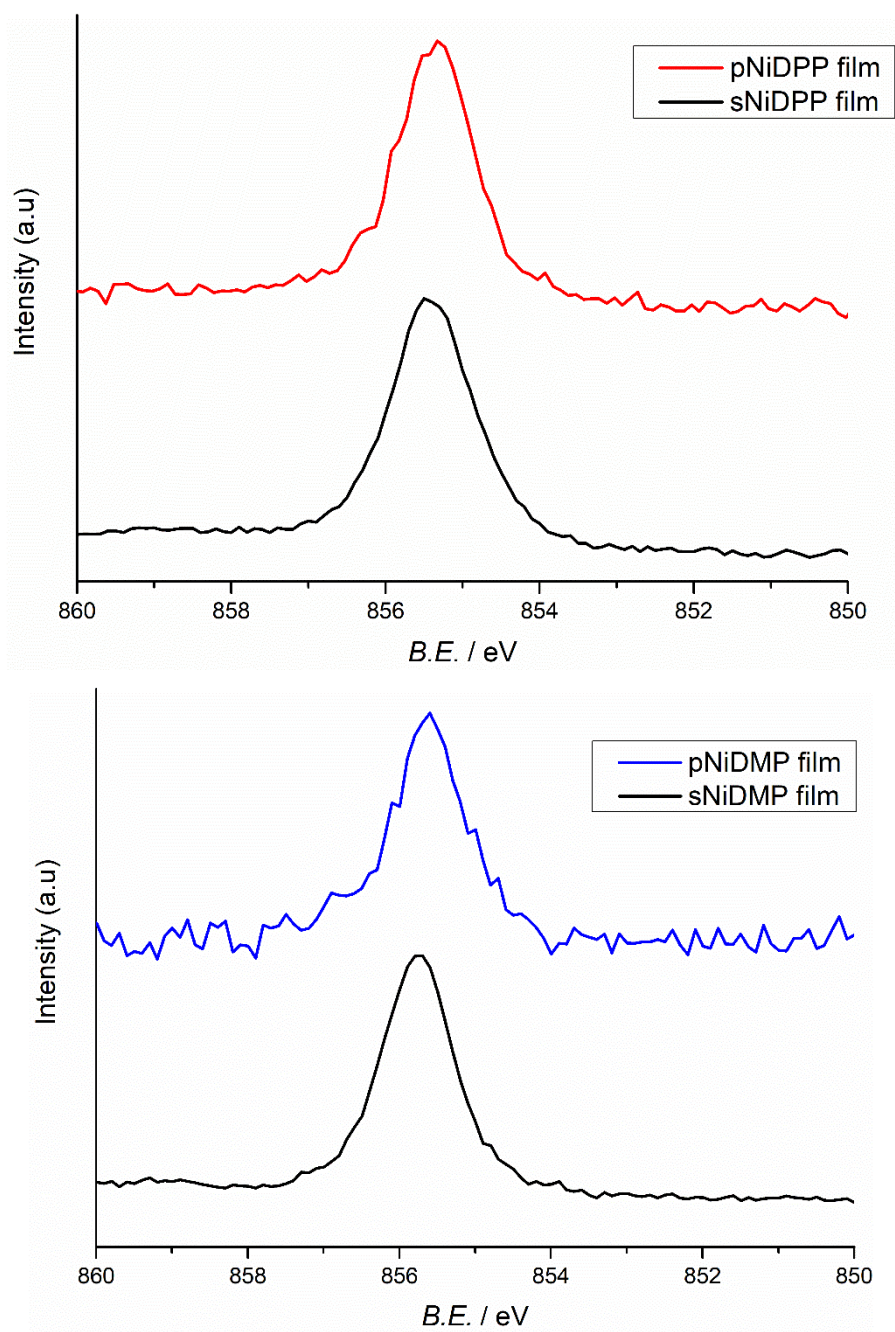 pNiDPP film
sNiDPP film
Intensity (a.u)
860 858 856 854 852 850
B.E. / eV
pNiDMP film
sNiDMP film
Intensity (a.u)
860 858 856 854 852 850
B.E. / eV